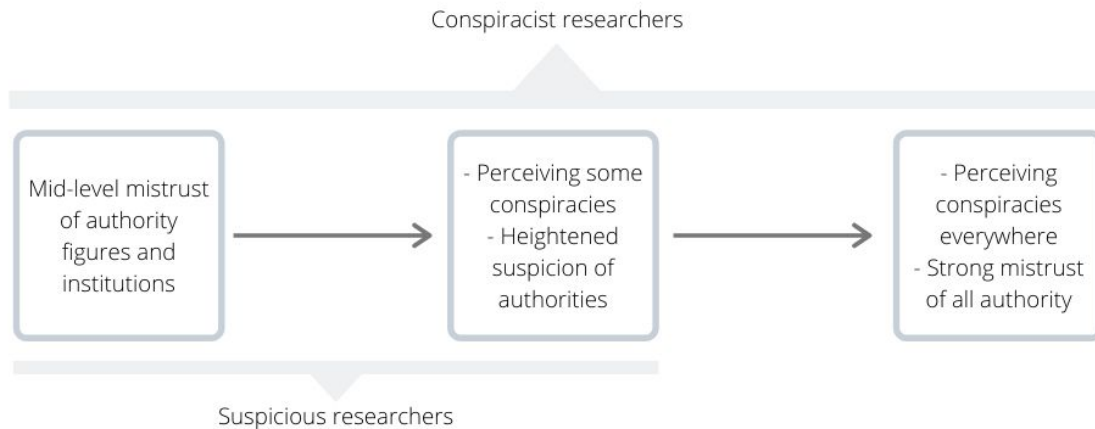 Conspiracist researchers
Mid-level mistrust
of authority
figures and
institutions
- Perceiving some
conspiracies
- Heightened
suspicion of
authorities
- Perceiving
conspiracies
everywhere
- Strong mistrust
of all authority
Suspicious researchers